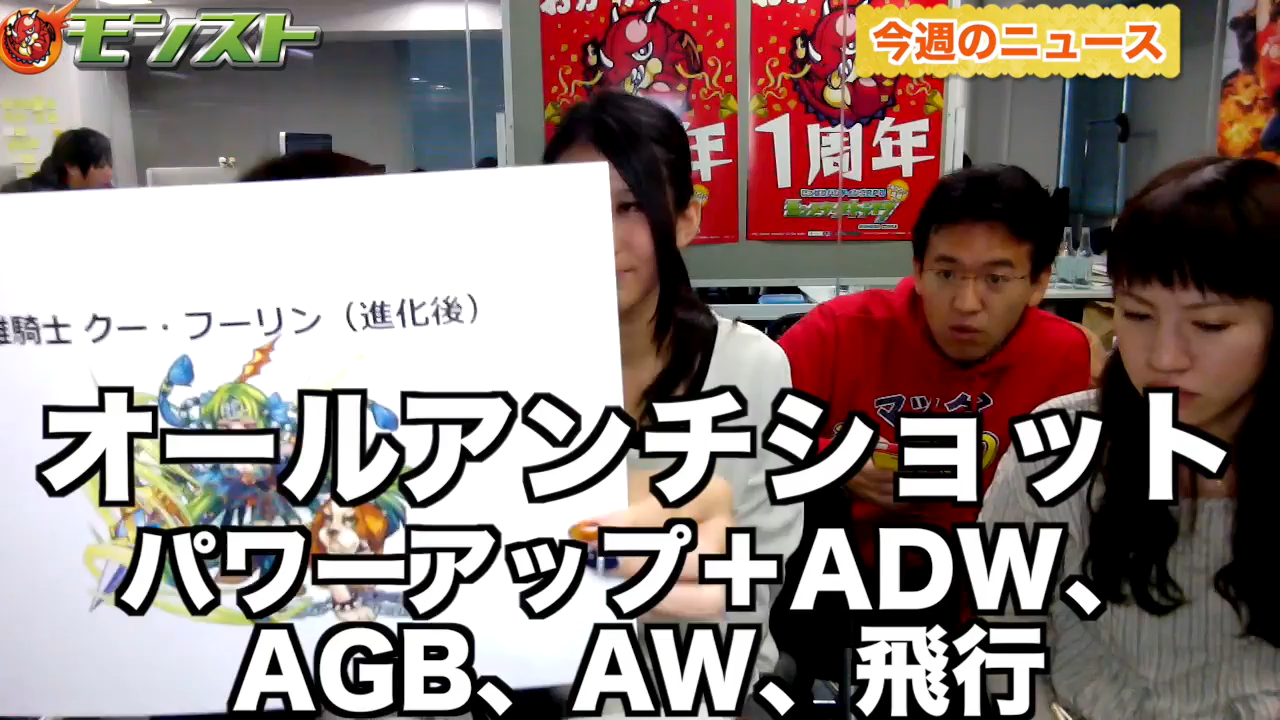 モンスト
今週のニュース
1周年
年
騎士 クー・フーリン（進化後）
オールアンチショット
パワーアップ＋ADW、
AGB、AW、飛行